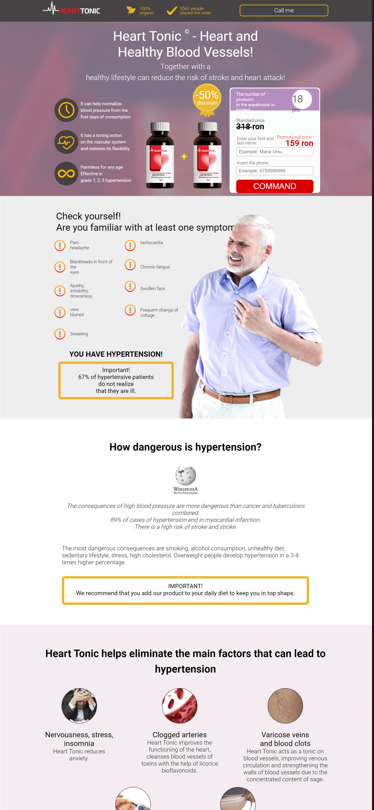 HEARTTONIC
100%
organic
3561 people
placed the order
Call me
Heart Tonic © - Heart and
Healthy Blood Vessels!
Together with a
healthy lifestyle can reduce the risk of stroke and heart attack!
-50%
discount
It can help normalize
blood pressure from the
first days of consumption
It has a toning action
on the vascular system
and restores its flexibility
Harmless for any age
Effective in
grade 1, 2, 3 hypertension
+
The number of
products
in the warehouse is
18
Standard price
318 ron
Promotional price:
159 ron
Enter your first and
last name:
Example: Maria Linsu
Insert the phone
Example: 0799999999
COMMAND
Check yourself!
Are you familiar with at least one symptom
Pain
headache
tachycardia
Blackheads in front of
the
eyes
Chronic fatigue
Apathy,
irritability,
drowsiness
Swollen face
view
blurred
Frequent change of
voltage
Sweating
YOU HAVE HYPERTENSION!
Important!
67% of hypertensive patients
do not realize
that they are ill.
How dangerous is hypertension?
WIKIPEDIA
The Free Encyclopedia
The consequences of high blood pressure are more dangerous than cancer and tuberculosis
combined.
89% of cases of hypertension end in myocardial infarction.
There is a high risk of stroke and stroke.
The most dangerous consequences are smoking, alcohol consumption, unhealthy diet,
sedentary lifestyle, stress, high cholesterol. Overweight people develop hypertension in a 3-4
times higher percentage.
IMPORTANT!
We recommend that you add our product to your daily diet to keep you in top shape.
Heart Tonic helps eliminate the main factors that can lead to
hypertension
Nervousness, stress,
insomnia
Heart Tonic reduces
anxiety.
Clogged arteries
Heart Tonic improves the
functioning of the heart,
cleanses blood vessels of
toxins with the help of licorice
bioflavonoids.
Varicose veins
and blood clots
Heart Tonic acts as a tonic on
blood vessels, improving venous
circulation and strengthening the
walls of blood vessels due to the
concentrated content of sage.